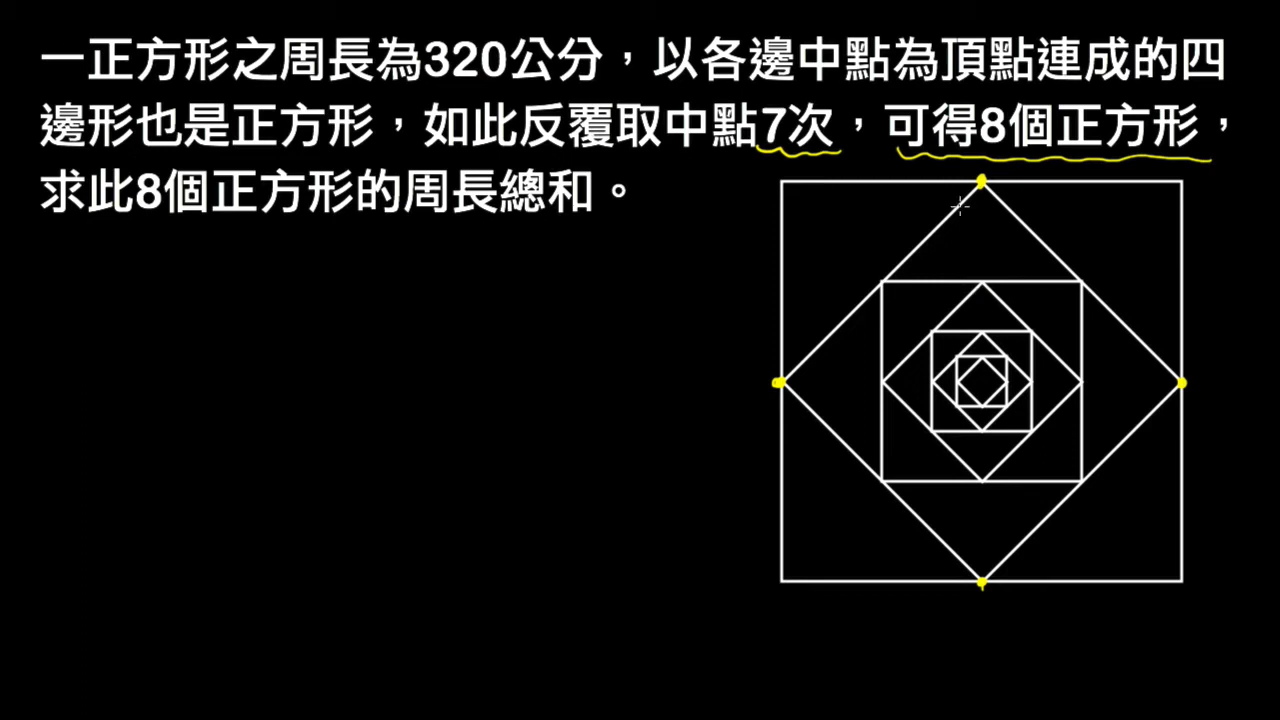 一正方形之周長為320公分，以各邊中點為頂點連成的四
邊形也是正方形，如此反覆取中點7次，可得8個正方形，
求此8個正方形的周長總和。